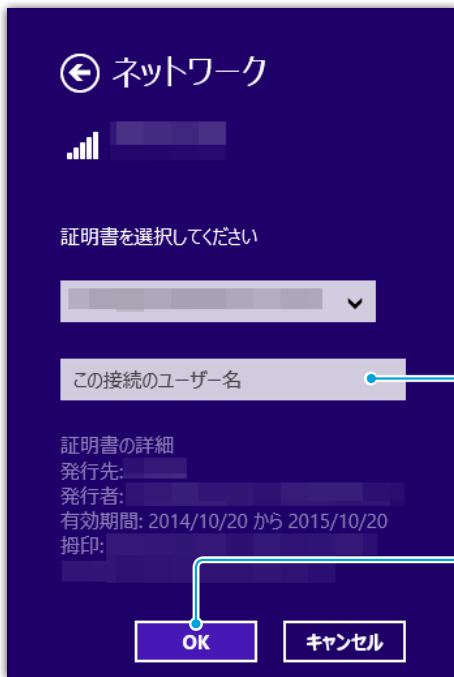 ネットワーク
証明書を選択してください
この接続のユーザー名
証明書の詳細
発行先:
発行者:
有効期間: 2014/10/20 から 2015/10/20
拇印:
OK
キャンセル